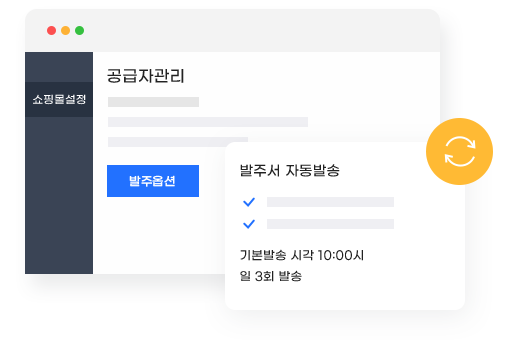 공급자관리
쇼핑몰설정
발주옵션
발주서 자동발송
기본발송 시각 10:00시
일 3회 발송